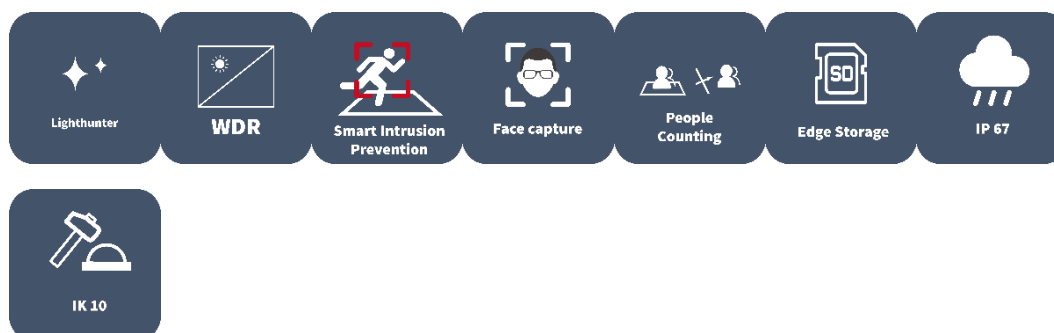 Lighthunter
WDR
Smart Intrusion
Prevention
Face capture
People
Counting
SD
Edge Storage
IP 67
IK 10